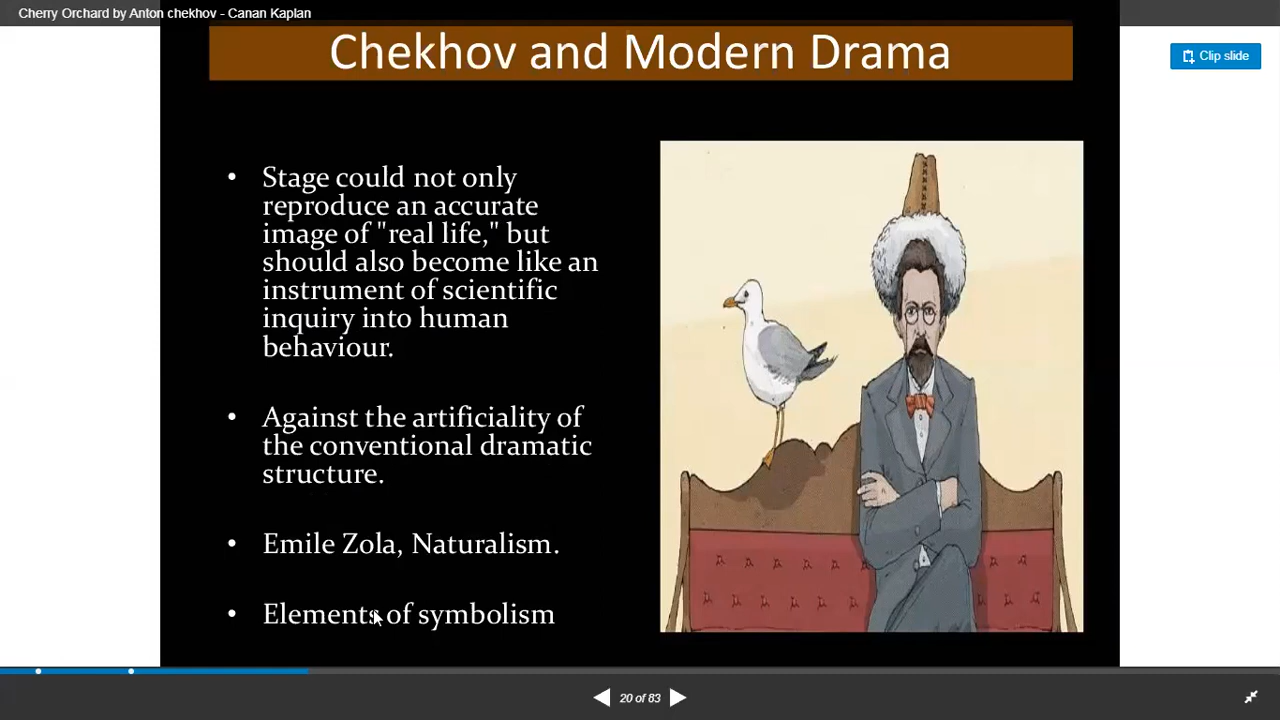 Cherry Orchard by Anton chekhov - Canan Kaplan
Chekhov and Modern Drama
Clip slide
• Stage could not only
reproduce an accurate
image of "real life," but
should also become like an
instrument of scientific
inquiry into human
behaviour.
• Against the artificiality of
the conventional dramatic
structure.
• Emile Zola, Naturalism.
• Elements of symbolism
20 of 83